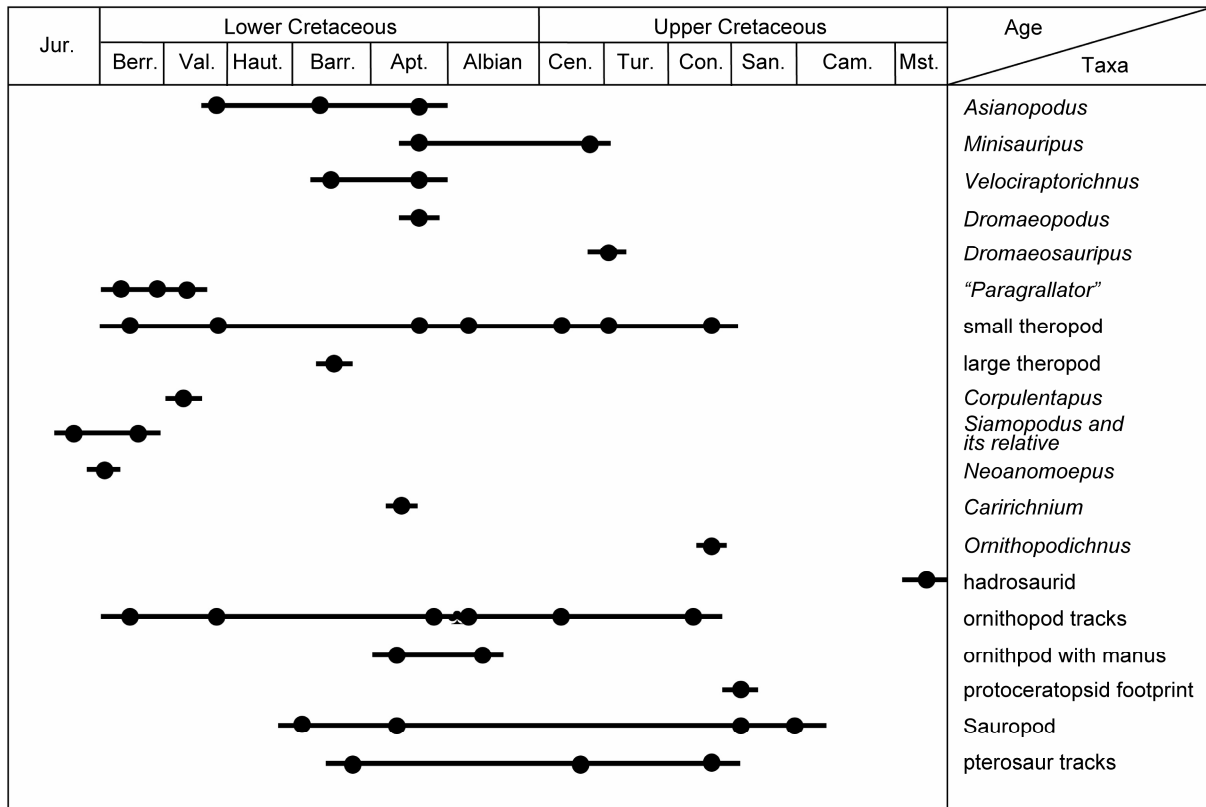 Jur.
Lower Cretaceous
Upper Cretaceous
Age
Taxa
Berr. Val. Haut. Barr. Apt. Albian Cen. Tur. Con. San. Cam. Mst.
Asianopodus
Minisauripus
Velociraptorichnus
Dromaeopodus
Dromaeosauripus
“Paragrallator”
small theropod
large theropod
Corpulentapus
Siamopodus and
its relative
Neoanomoepus
Caririchnium
Ornithopodichnus
hadrosaurid
ornithopod tracks
ornithpod with manus
protoceratopsid footprint
Sauropod
pterosaur tracks